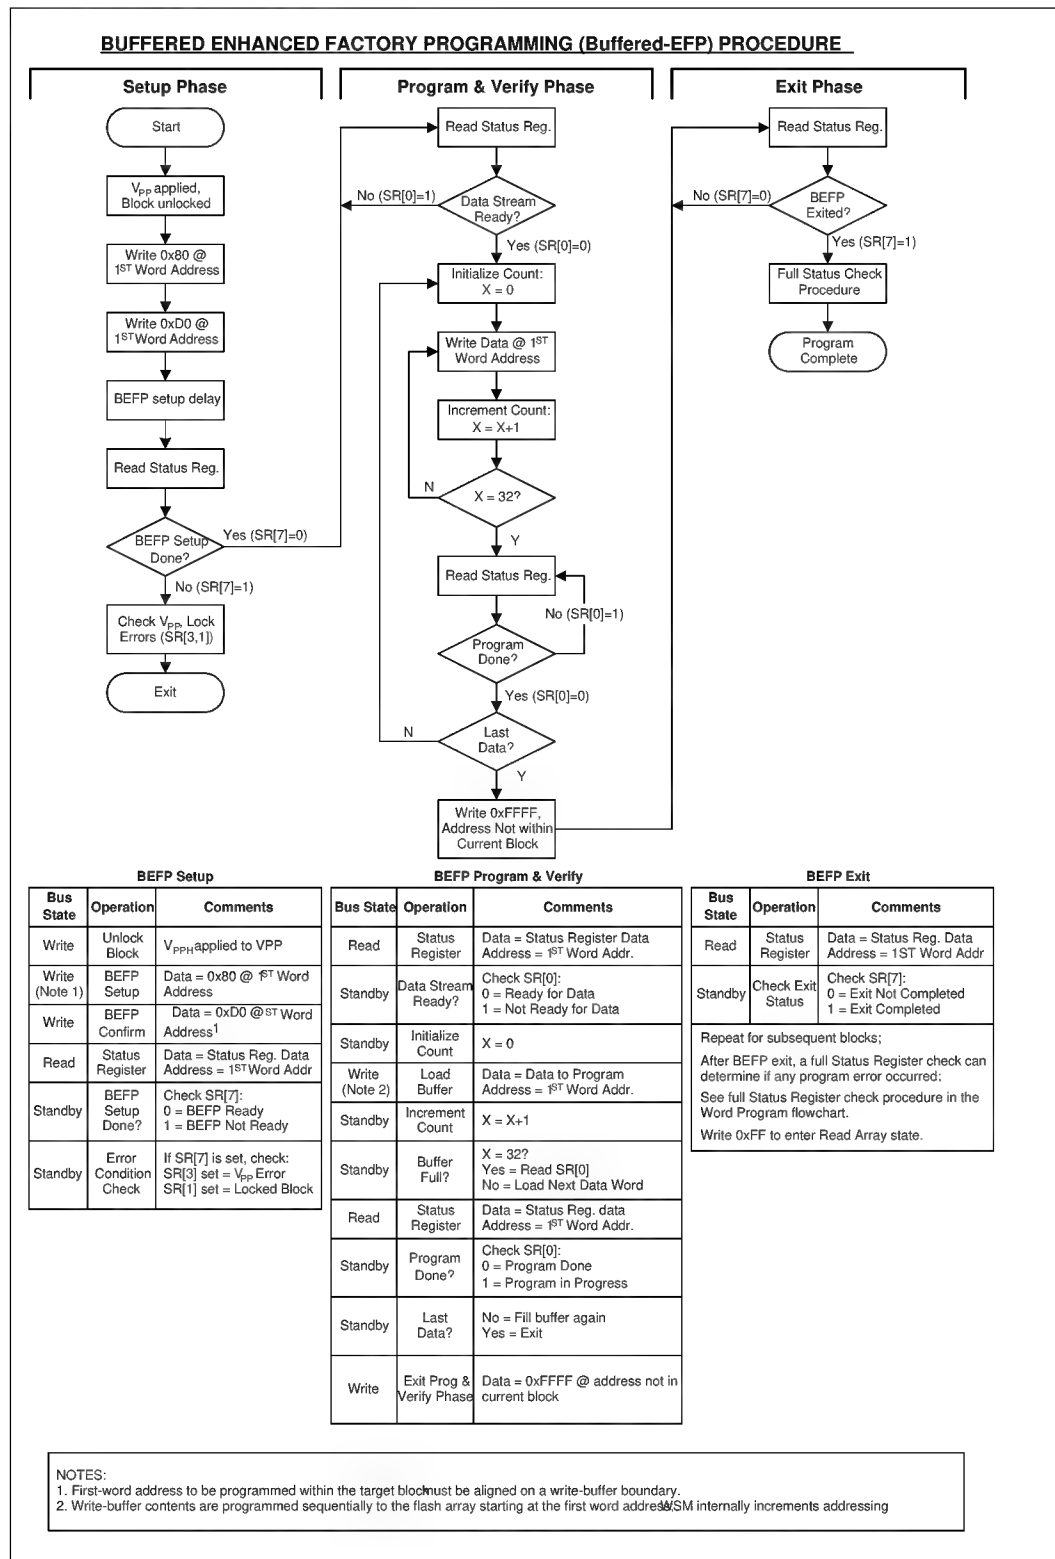 BUFFERED ENHANCED FACTORY PROGRAMMING (Buffered-EFP) PROCEDURE
Setup Phase
Start
VPP applied,
Block unlocked
Write 0x80 @
1ST Word Address
Write 0xD0 @
1ST Word Address
BEFP setup delay
Read Status Reg.
BEFP Setup
Done?
Yes (SR[7]=0)
No (SR[7]=1)
Check VPP, Lock
Errors (SR[3,1])
Exit
Program & Verify Phase
Read Status Reg.
No (SR[0]=1)
Data Stream
Ready?
Yes (SR[0]=0)
Initialize Count:
X = 0
Write Data @ 1ST
Word Address
Increment Count:
X = X+1
N
X = 32?
Y
Read Status Reg.
No (SR[0]=1)
Program
Done?
Yes (SR[0]=0)
N
Last
Data?
Y
Write 0xFFFF,
Address Not within
Current Block
Exit Phase
Read Status Reg.
No (SR[7]=0)
BEFP
Exited?
Yes (SR[7]=1)
Full Status Check
Procedure
Program
Complete
BEFP Setup
Bus State Operation Comments
Write Unlock Block VPPH applied to VPP
Write (Note 1) BEFP Setup Data = 0x80 @ 1ST Word Address
Write BEFP Confirm Data = 0xD0 @ ST Word Address1
Read Status Register Data = Status Reg. Data Address = 1ST Word Addr
Standby BEFP Setup Done? Check SR[7]:
0 = BEFP Ready
1 = BEFP Not Ready
Standby Error Condition Check If SR[7] is set, check:
SR[3] set = VPP Error
SR[1] set = Locked Block
BEFP Program & Verify
Bus State Operation Comments
Read Status Register Data = Status Register Data Address = 1ST Word Addr.
Standby Data Stream Ready? Check SR[0]:
0 = Ready for Data
1 = Not Ready for Data
Standby Initialize Count X = 0
Write (Note 2) Load Buffer Data = Data to Program Address = 1ST Word Addr.
Standby Increment Count X = X+1
Standby Buffer Full? X = 32?
Yes = Read SR[0]
No = Load Next Data Word
Read Status Register Data = Status Reg. data Address = 1ST Word Addr.
Standby Program Done? Check SR[0]:
0 = Program Done
1 = Program in Progress
Standby Last Data? No = Fill buffer again
Yes = Exit
Write Exit Prog & Verify Phase Data = 0xFFFF @ address not in current block
BEFP Exit
Bus State Operation Comments
Read Status Register Data = Status Reg. Data Address = 1ST Word Addr
Standby Check Exit Status Check SR[7]:
0 = Exit Not Completed
1 = Exit Completed
Repeat for subsequent blocks;
After BEFP exit, a full Status Register check can
determine if any program error occurred;
See full Status Register check procedure in the
Word Program flowchart.
Write 0xFF to enter Read Array state.
NOTES:
1. First-word address to be programmed within the target block must be aligned on a write-buffer boundary.
2. Write-buffer contents are programmed sequentially to the flash array starting at the first word address; WSM internally increments addressing